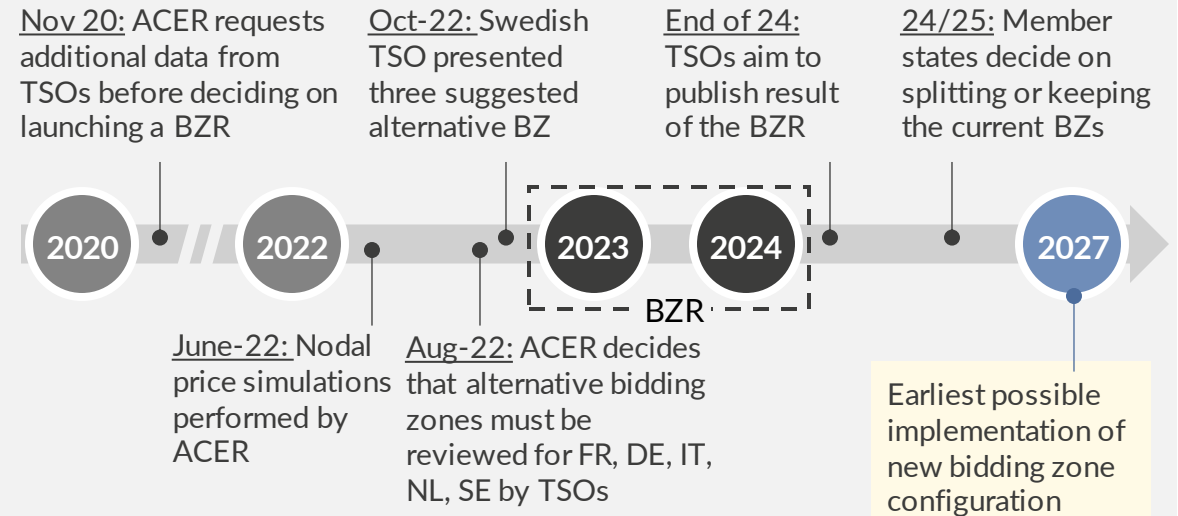 Nov 20: ACER requests
additional data from
TSOs before deciding on
launching a BZR
Oct-22: Swedish
TSO presented
three suggested
alternative BZ
End of 24:
TSOs aim to
publish result
of the BZR
24/25: Member
states decide on
splitting or keeping
the current BZs
2020
2022
2023
2024
2027
BZR
June-22: Nodal
price simulations
performed by
ACER
Aug-22: ACER decides
that alternative bidding
zones must be
reviewed for FR, DE, IT,
NL, SE by TSOs
Earliest possible
implementation of
new bidding zone
configuration